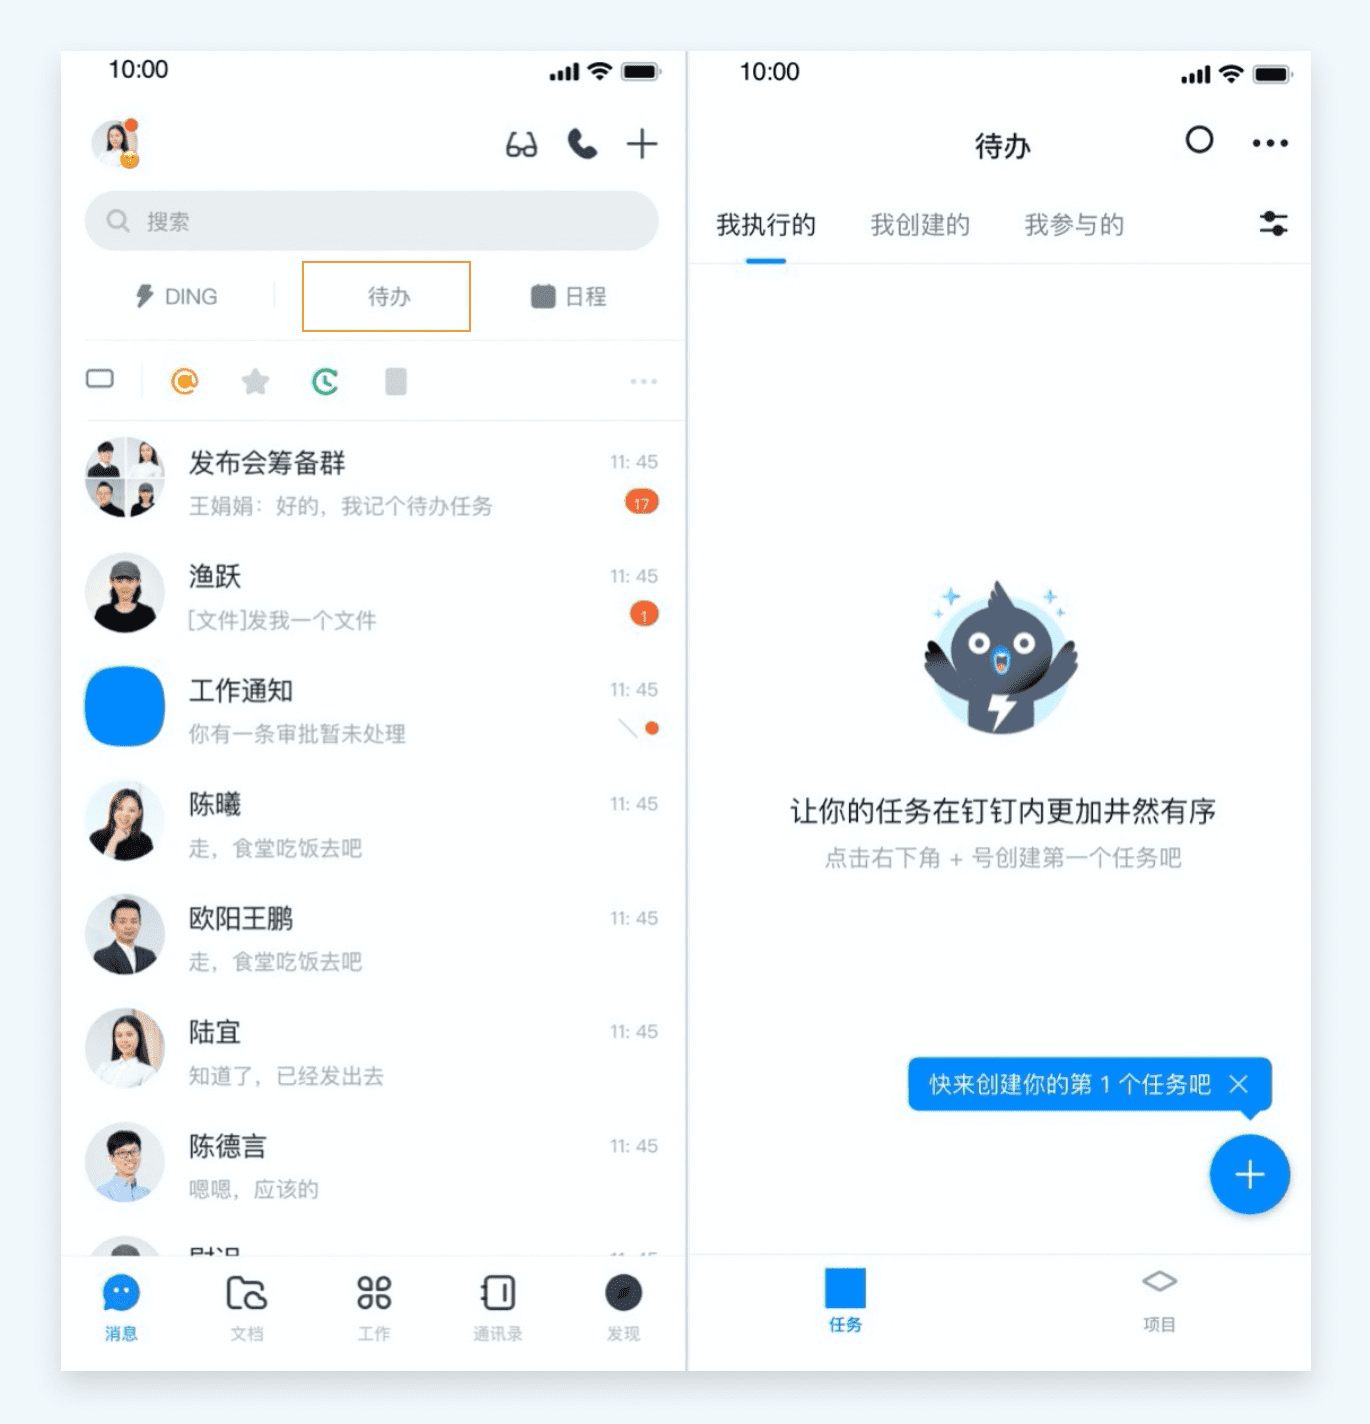 10:00
搜索
DING
待办
日程
发布会筹备群
11: 45
王娟娟：好的，我记个待办任务
17
渔跃
11: 45
[文件]发我一个文件
1
工作通知
11: 45
你有一条审批暂未处理
陈曦
11: 45
走，食堂吃饭去吧
欧阳王鹏
11: 45
走，食堂吃饭去吧
陆宜
11: 45
知道了，已经发出去
陈德言
11: 45
嗯嗯，应该的
消息
文档
工作
通讯录
发现
10:00
待办
我执行的
我创建的
我参与的
让你的任务在钉钉内更加井然有序
点击右下角 + 号创建第一个任务吧
快来创建你的第 1 个任务吧
任务
项目